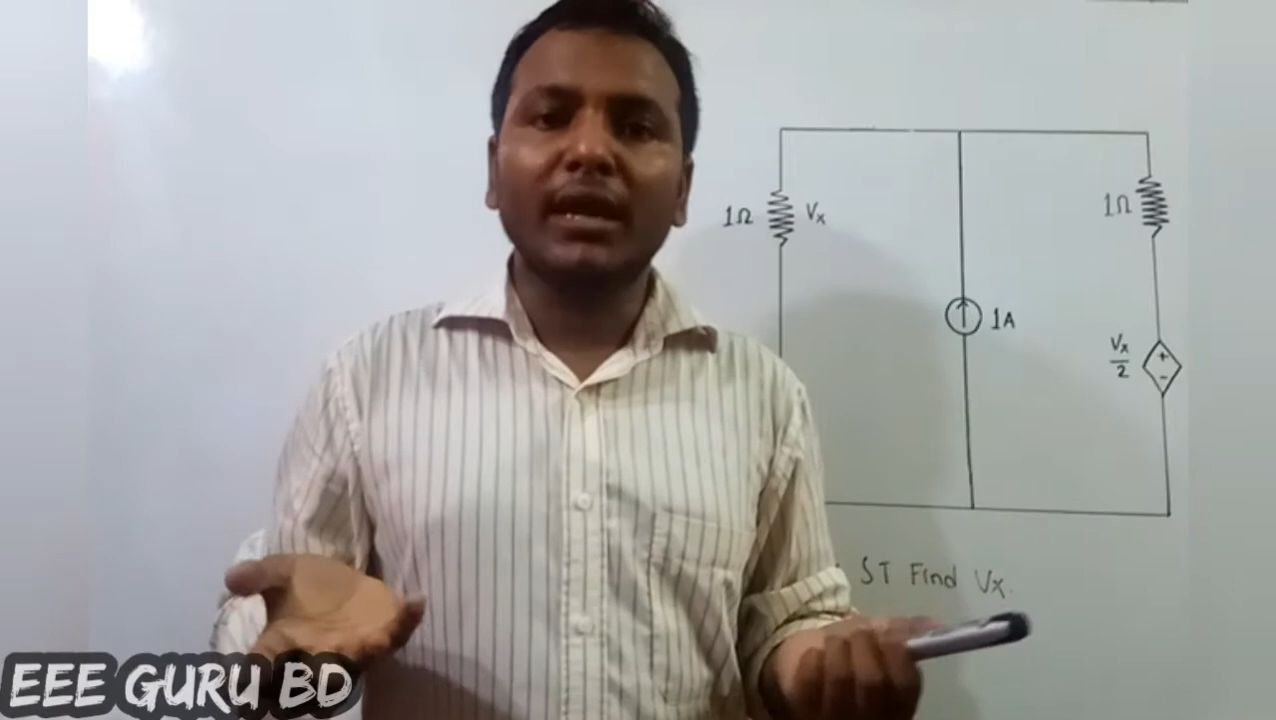 1Ω
Vx
1Ω
1A
Vx
2
+
-
ST Find Vx.
EEE GURU BD